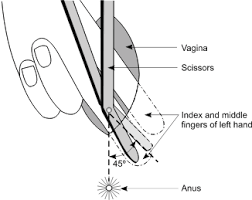 Vagina
Scissors
Index and middle
fingers of left hand
45°
Anus